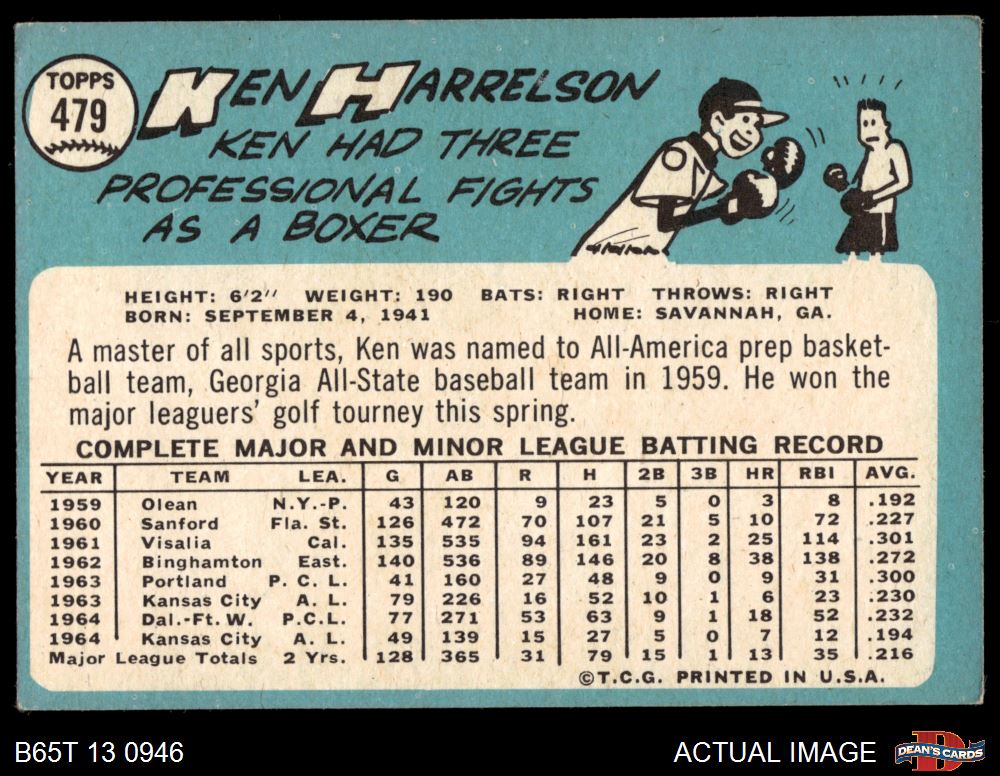 TOPPS
479
KEN HARRELSON
KEN HAD THREE
PROFESSIONAL FIGHTS
AS A BOXER
HEIGHT: 6'2" WEIGHT: 190 BATS: RIGHT THROWS: RIGHT
BORN: SEPTEMBER 4, 1941 HOME: SAVANNAH, GA.
A master of all sports, Ken was named to All-America prep basket-
ball team, Georgia All-State baseball team in 1959. He won the
major leaguers' golf tourney this spring.
COMPLETE MAJOR AND MINOR LEAGUE BATTING RECORD
YEAR TEAM LEA. G AB R H 2B 3B HR RBI AVG.
1959 Olean N.Y.-P. 43 120 9 23 5 0 3 8 .192
1960 Sanford Fla. St. 126 472 70 107 21 5 10 72 .227
1961 Visalia Cal. 135 535 94 161 23 2 25 114 .301
1962 Binghamton East. 140 536 89 146 20 8 38 138 .272
1963 Portland P. C. L. 41 160 27 48 9 0 9 31 .300
1963 Kansas City A. L. 79 226 16 52 10 1 6 23 .230
1964 Dal.-Ft. W. P.C.L. 77 271 53 63 9 1 18 52 .232
1964 Kansas City A. L. 49 139 15 27 5 0 7 12 .194
Major League Totals 2 Yrs. 128 365 31 79 15 1 13 35 .216
©T.C.G. PRINTED IN U.S.A.
B65T 13 0946
ACTUAL IMAGE
D
DEAN'S CARDS